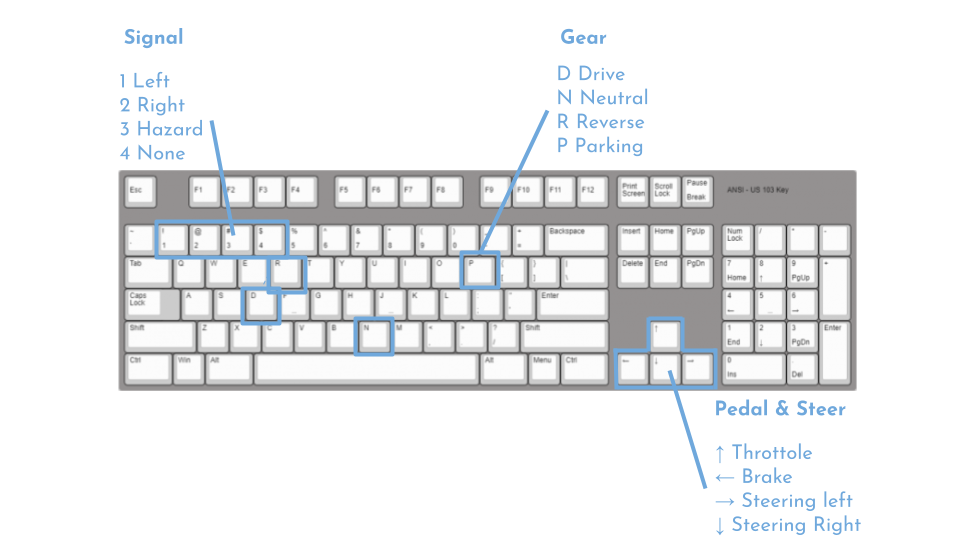 Signal
1 Left
2 Right
3 Hazard
4 None
Gear
D Drive
N Neutral
R Reverse
P Parking
Esc F1 F2 F3 F4 F5 F6 F7 F8 F9 F10 F11 F12 Print Screen Scroll Lock Pause Break ANSI - US 103 Key
~ ` ! 1 @ 2 # 3 $ 4 % 5 ^ 6 & 7 * 8 ( 9 ) 0 + = Backspace Insert Home PgUp Num Lock / * -
Tab Q W E R T Y U I O P { [ } ] | \ Delete End PgDn 7 Home 8 ↑ 9 PgUp +
Caps Lock A S D F G H J K L : ; " ' Enter 4 ← 5 6 →
Shift Z X C V B N M < , > . ? / Shift ↑ 1 End 2 ↓ 3 PgDn Enter
Ctrl Win Alt Alt Menu Ctrl ← ↓ → 0 Ins . Del
Pedal & Steer
↑ Throttole
← Brake
→ Steering left
↓ Steering Right